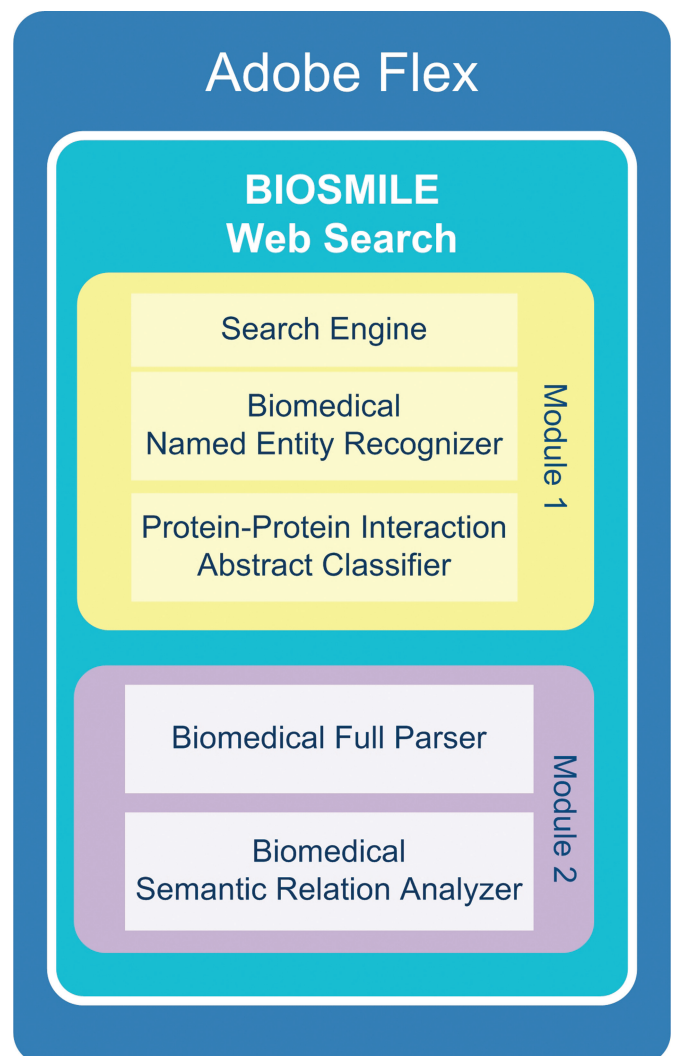 Adobe Flex
BIOSMILE
Web Search
Search Engine
Biomedical
Named Entity Recognizer
Protein-Protein Interaction
Abstract Classifier
Module 1
Biomedical Full Parser
Biomedical
Semantic Relation Analyzer
Module 2